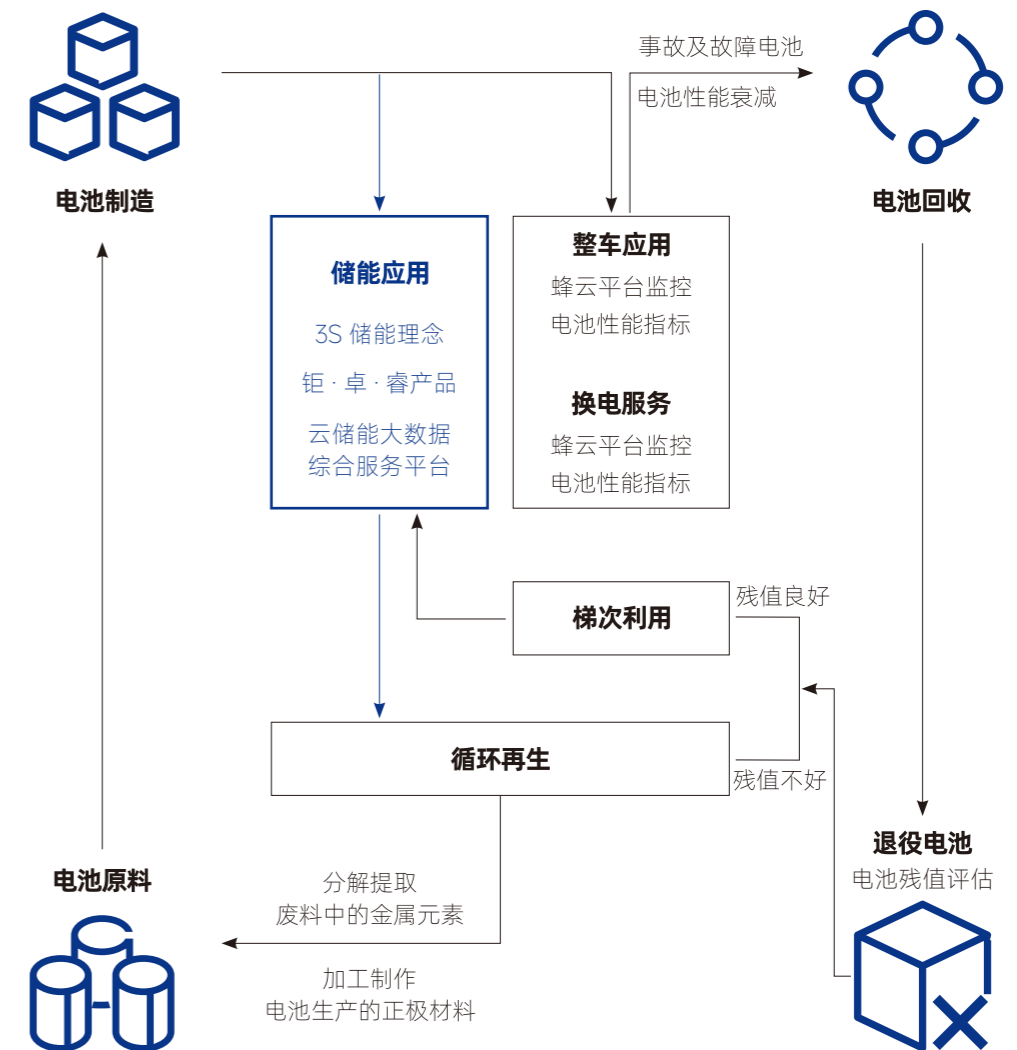 事故及故障电池
电池性能衰减
电池制造
电池回收
储能应用
3S 储能理念
钜 · 卓 · 睿产品
云储能大数据
综合服务平台
整车应用
蜂云平台监控
电池性能指标
换电服务
蜂云平台监控
电池性能指标
梯次利用
残值良好
循环再生
残值不好
退役电池
电池残值评估
电池原料
分解提取
废料中的金属元素
加工制作
电池生产的正极材料